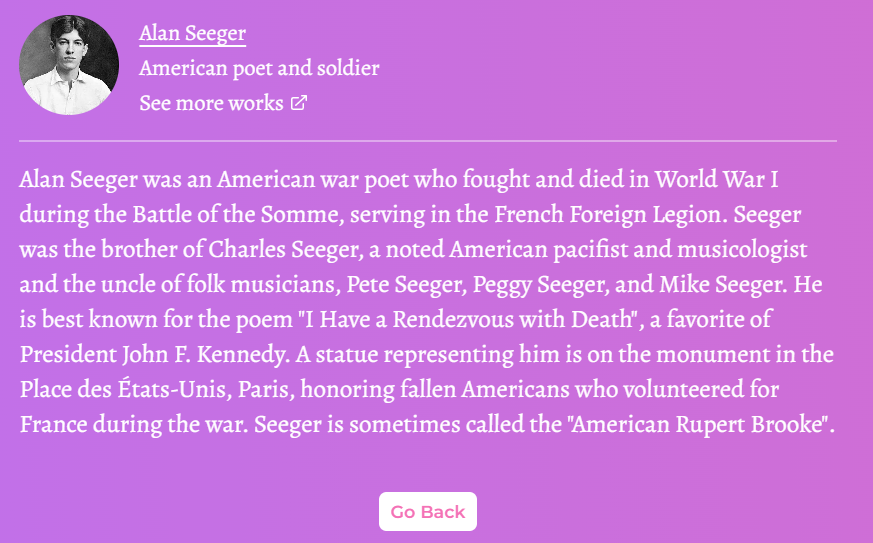 Alan Seeger
American poet and soldier
See more works
Alan Seeger was an American war poet who fought and died in World War I
during the Battle of the Somme, serving in the French Foreign Legion. Seeger
was the brother of Charles Seeger, a noted American pacifist and musicologist
and the uncle of folk musicians, Pete Seeger, Peggy Seeger, and Mike Seeger. He
is best known for the poem "I Have a Rendezvous with Death", a favorite of
President John F. Kennedy. A statue representing him is on the monument in the
Place des États-Unis, Paris, honoring fallen Americans who volunteered for
France during the war. Seeger is sometimes called the "American Rupert Brooke".
Go Back